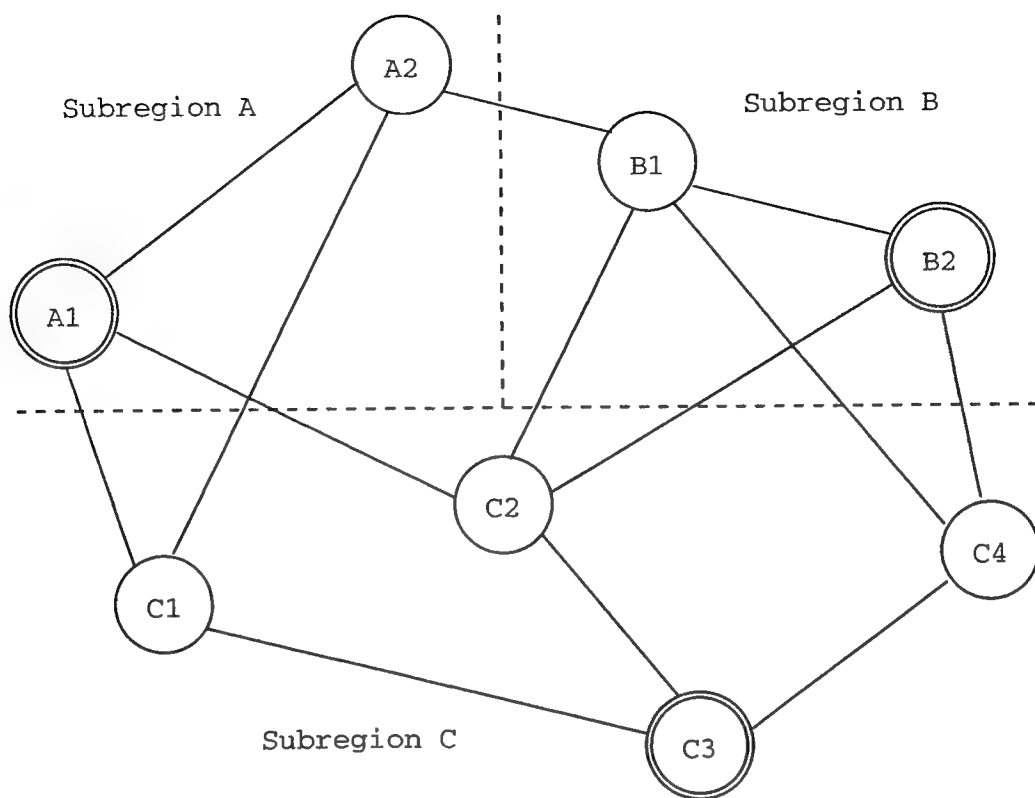 A2
Subregion A
Subregion B
B1
B2
A1
C2
C4
C1
Subregion C
C3